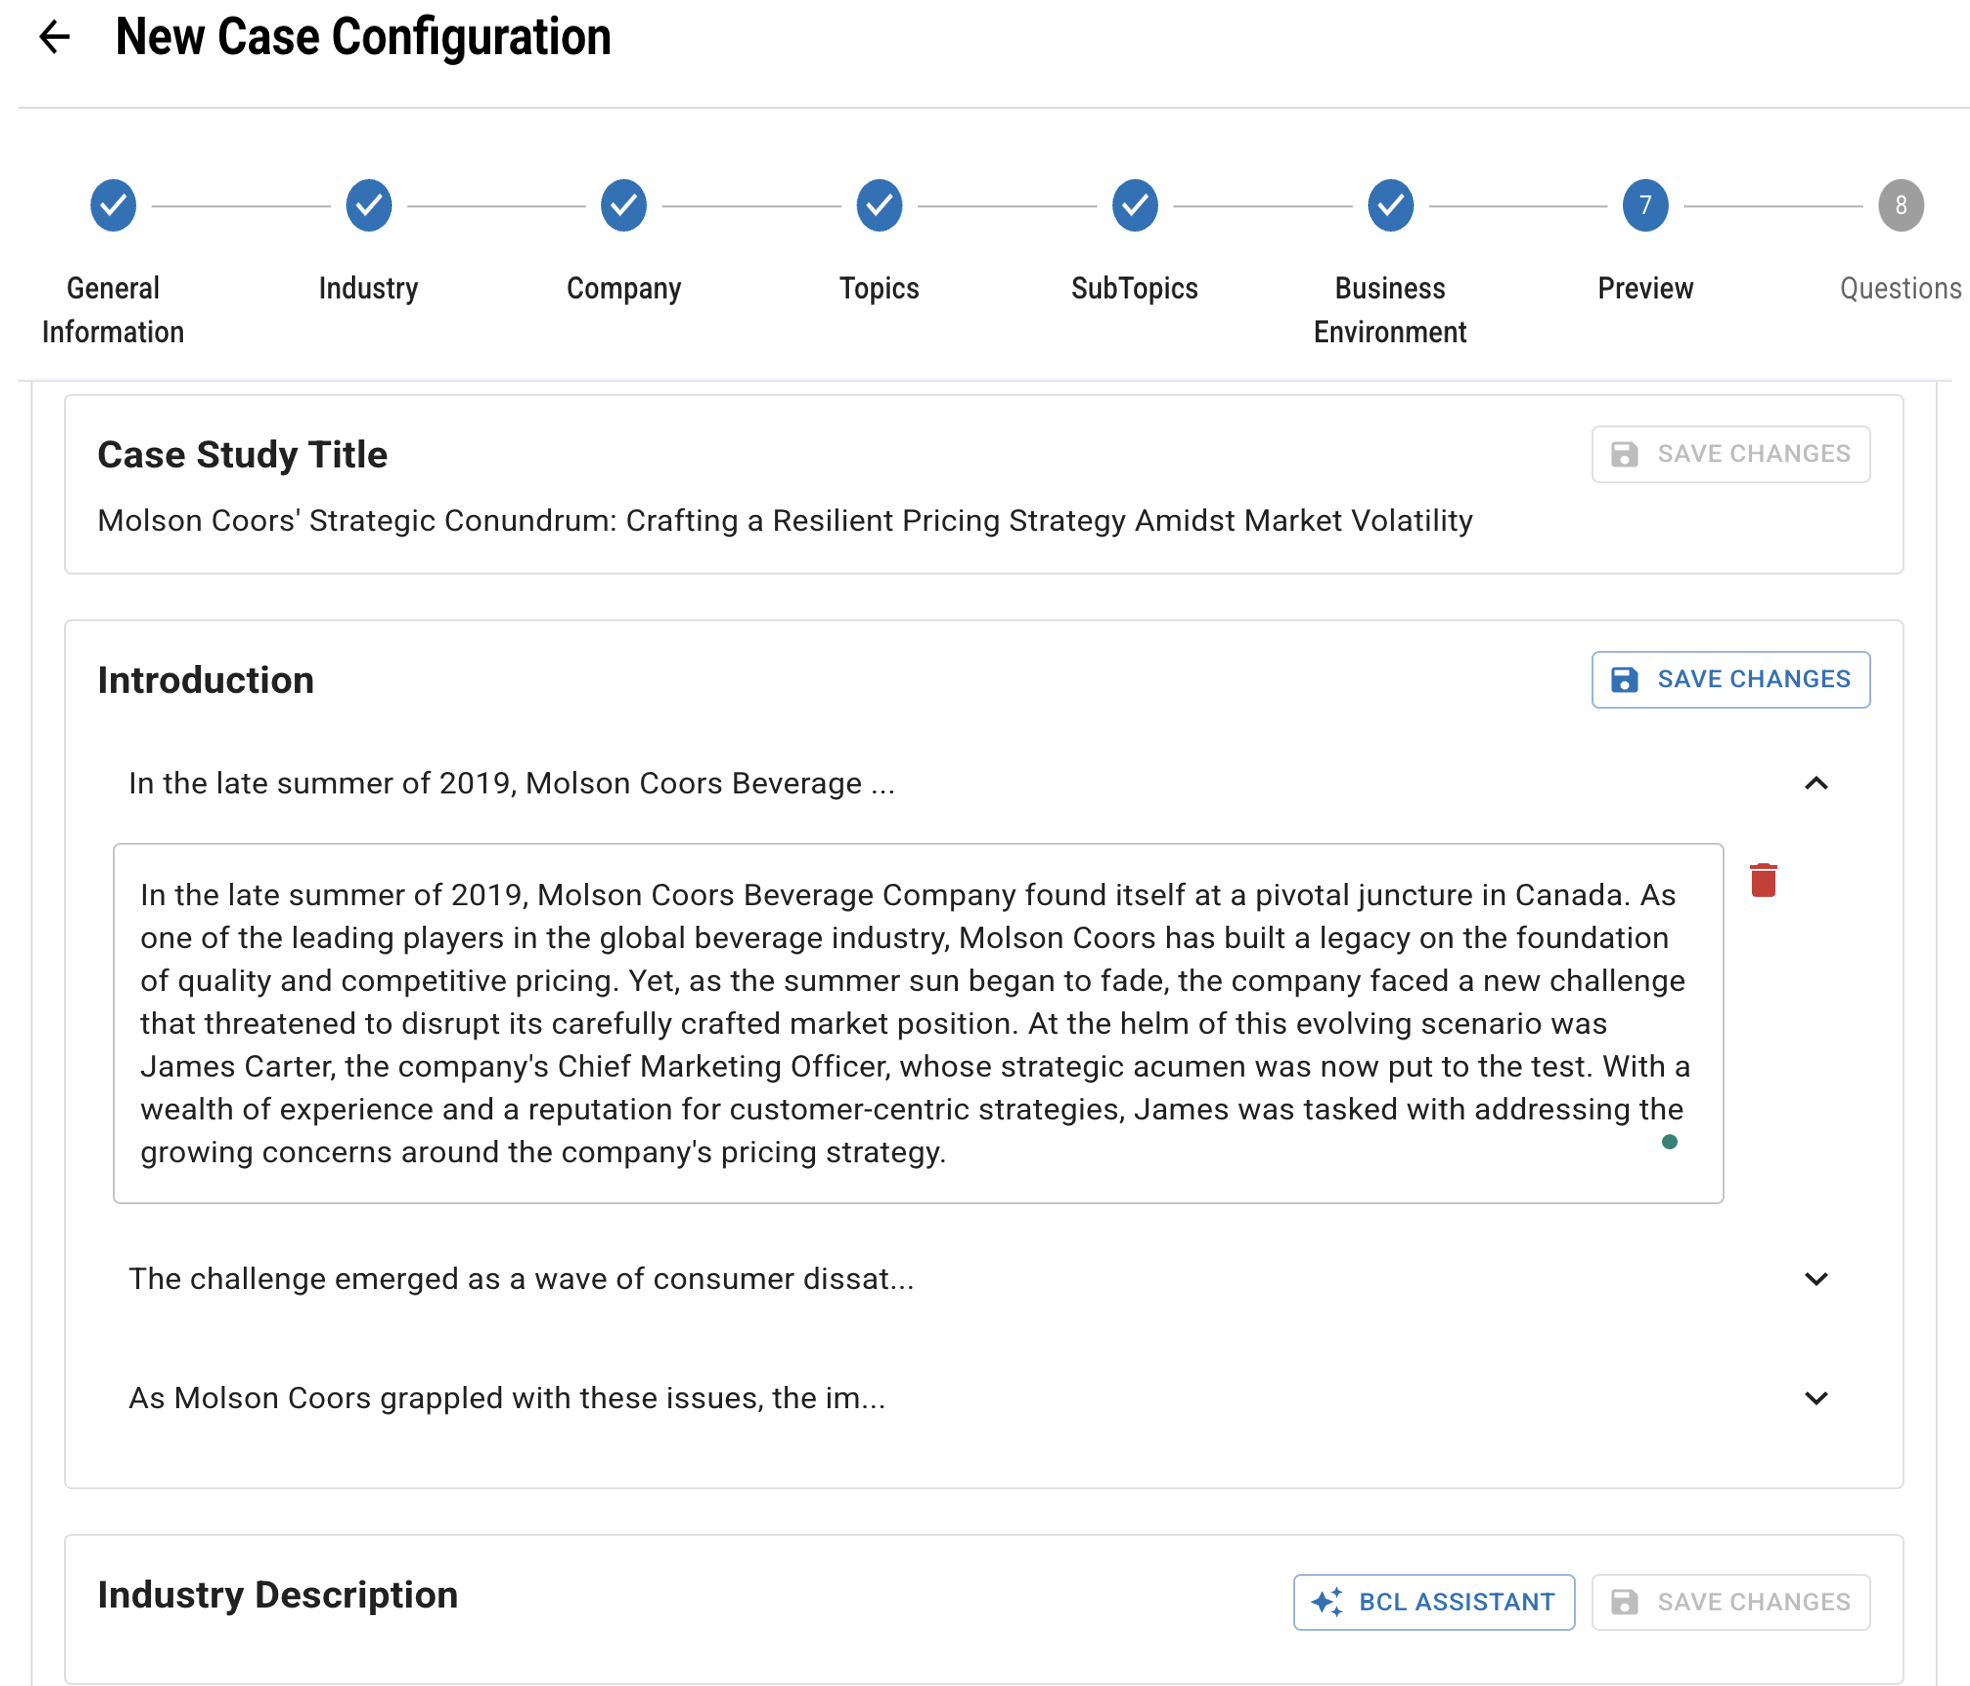 New Case Configuration
7
8
General Information
Industry
Company
Topics
SubTopics
Business Environment
Preview
Questions
Case Study Title
SAVE CHANGES
Molson Coors' Strategic Conundrum: Crafting a Resilient Pricing Strategy Amidst Market Volatility
Introduction
SAVE CHANGES
In the late summer of 2019, Molson Coors Beverage ...
In the late summer of 2019, Molson Coors Beverage Company found itself at a pivotal juncture in Canada. As
one of the leading players in the global beverage industry, Molson Coors has built a legacy on the foundation
of quality and competitive pricing. Yet, as the summer sun began to fade, the company faced a new challenge
that threatened to disrupt its carefully crafted market position. At the helm of this evolving scenario was
James Carter, the company's Chief Marketing Officer, whose strategic acumen was now put to the test. With a
wealth of experience and a reputation for customer-centric strategies, James was tasked with addressing the
growing concerns around the company's pricing strategy.
The challenge emerged as a wave of consumer dissat...
As Molson Coors grappled with these issues, the im...
Industry Description
BCL ASSISTANT
SAVE CHANGES